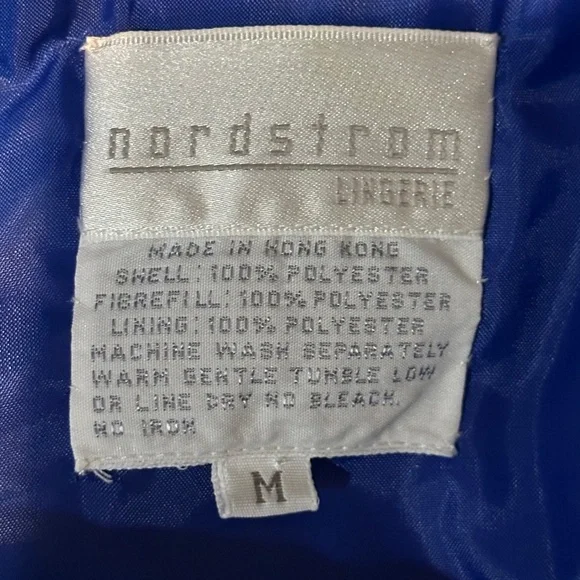 nordstrom
LINGERIE
MADE IN HONG KONG
SHELL: 100% POLYESTER
FIBREFILL: 100% POLYESTER
LINING: 100% POLYESTER
MACHINE WASH SEPARATELY
WARM GENTLE TUMBLE LOW
OR LINE DRY NO BLEACH.
NO IRON
M